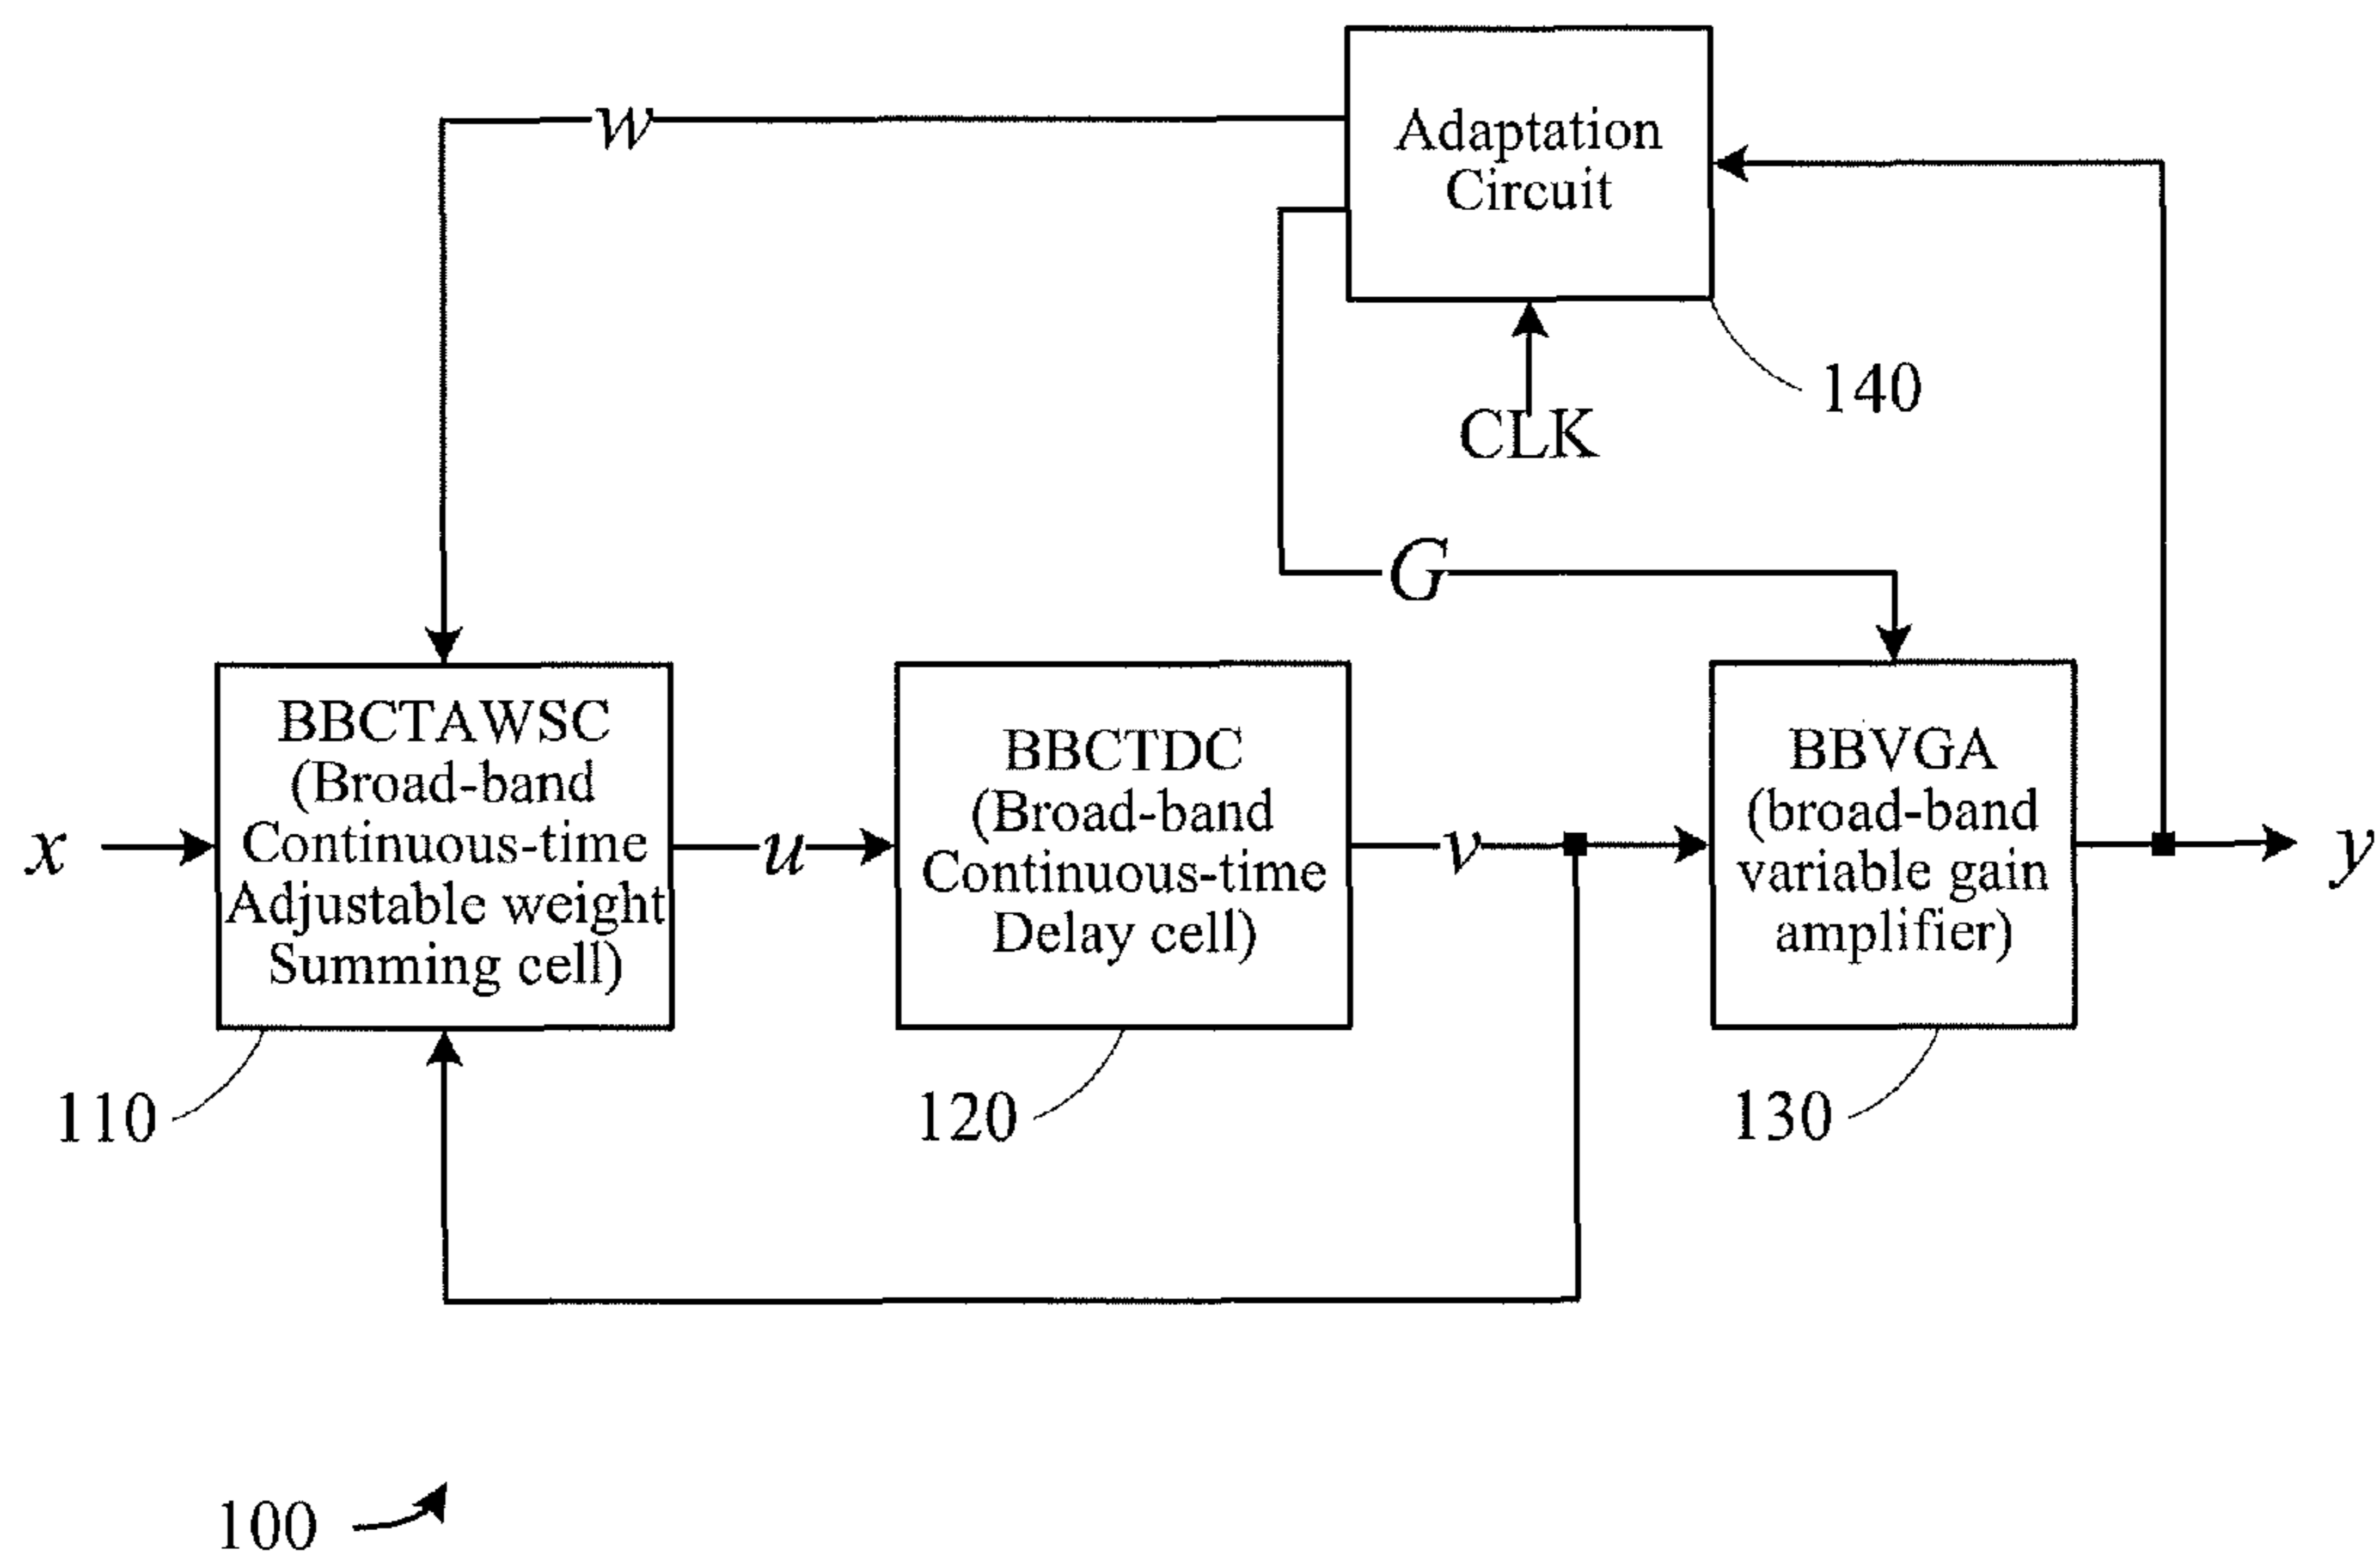 w
Adaptation
Circuit
140
CLK
G
BBCTAWSC
(Broad-band
Continuous-time
Adjustable weight
Summing cell)
BBCTDC
(Broad-band
Continuous-time
Delay cell)
BBVGA
(broad-band
variable gain
amplifier)
x
u
v
y
110
120
130
100